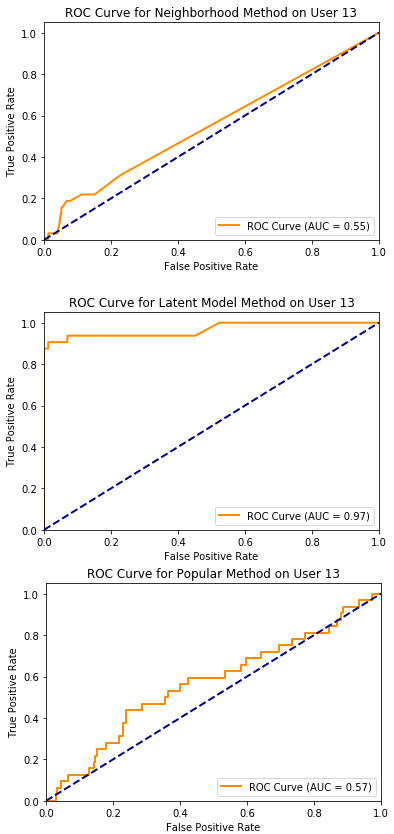 ROC Curve for Neighborhood Method on User 13
1.0
0.8
0.6
0.4
0.2
0.0
True Positive Rate
ROC Curve (AUC = 0.55)
0.0 0.2 0.4 0.6 0.8 1.0
False Positive Rate
ROC Curve for Latent Model Method on User 13
1.0
0.8
0.6
0.4
0.2
0.0
True Positive Rate
ROC Curve (AUC = 0.97)
0.0 0.2 0.4 0.6 0.8 1.0
False Positive Rate
ROC Curve for Popular Method on User 13
1.0
0.8
0.6
0.4
0.2
0.0
True Positive Rate
ROC Curve (AUC = 0.57)
0.0 0.2 0.4 0.6 0.8 1.0
False Positive Rate